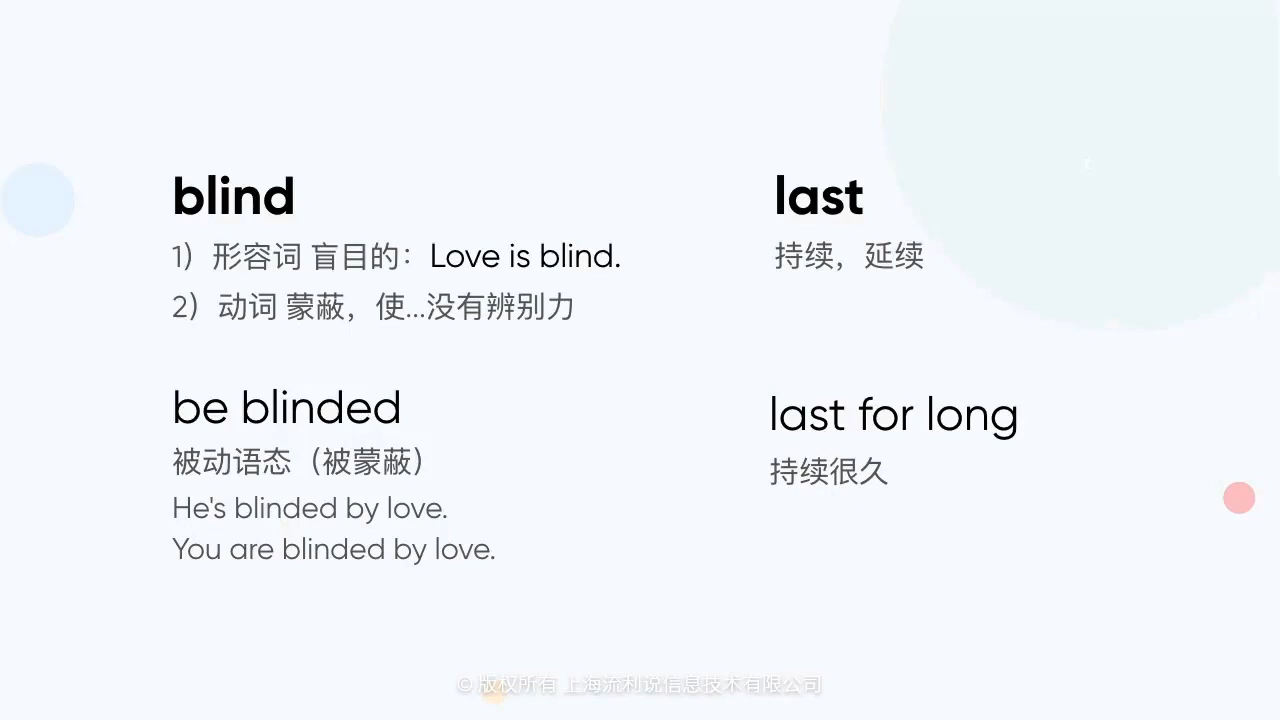 blind
1）形容词 盲目的：Love is blind.
2）动词 蒙蔽，使...没有辨别力
be blinded
被动语态（被蒙蔽）
He's blinded by love.
You are blinded by love.
last
持续，延续
last for long
持续很久
© 版权所有 上海流利说信息技术有限公司